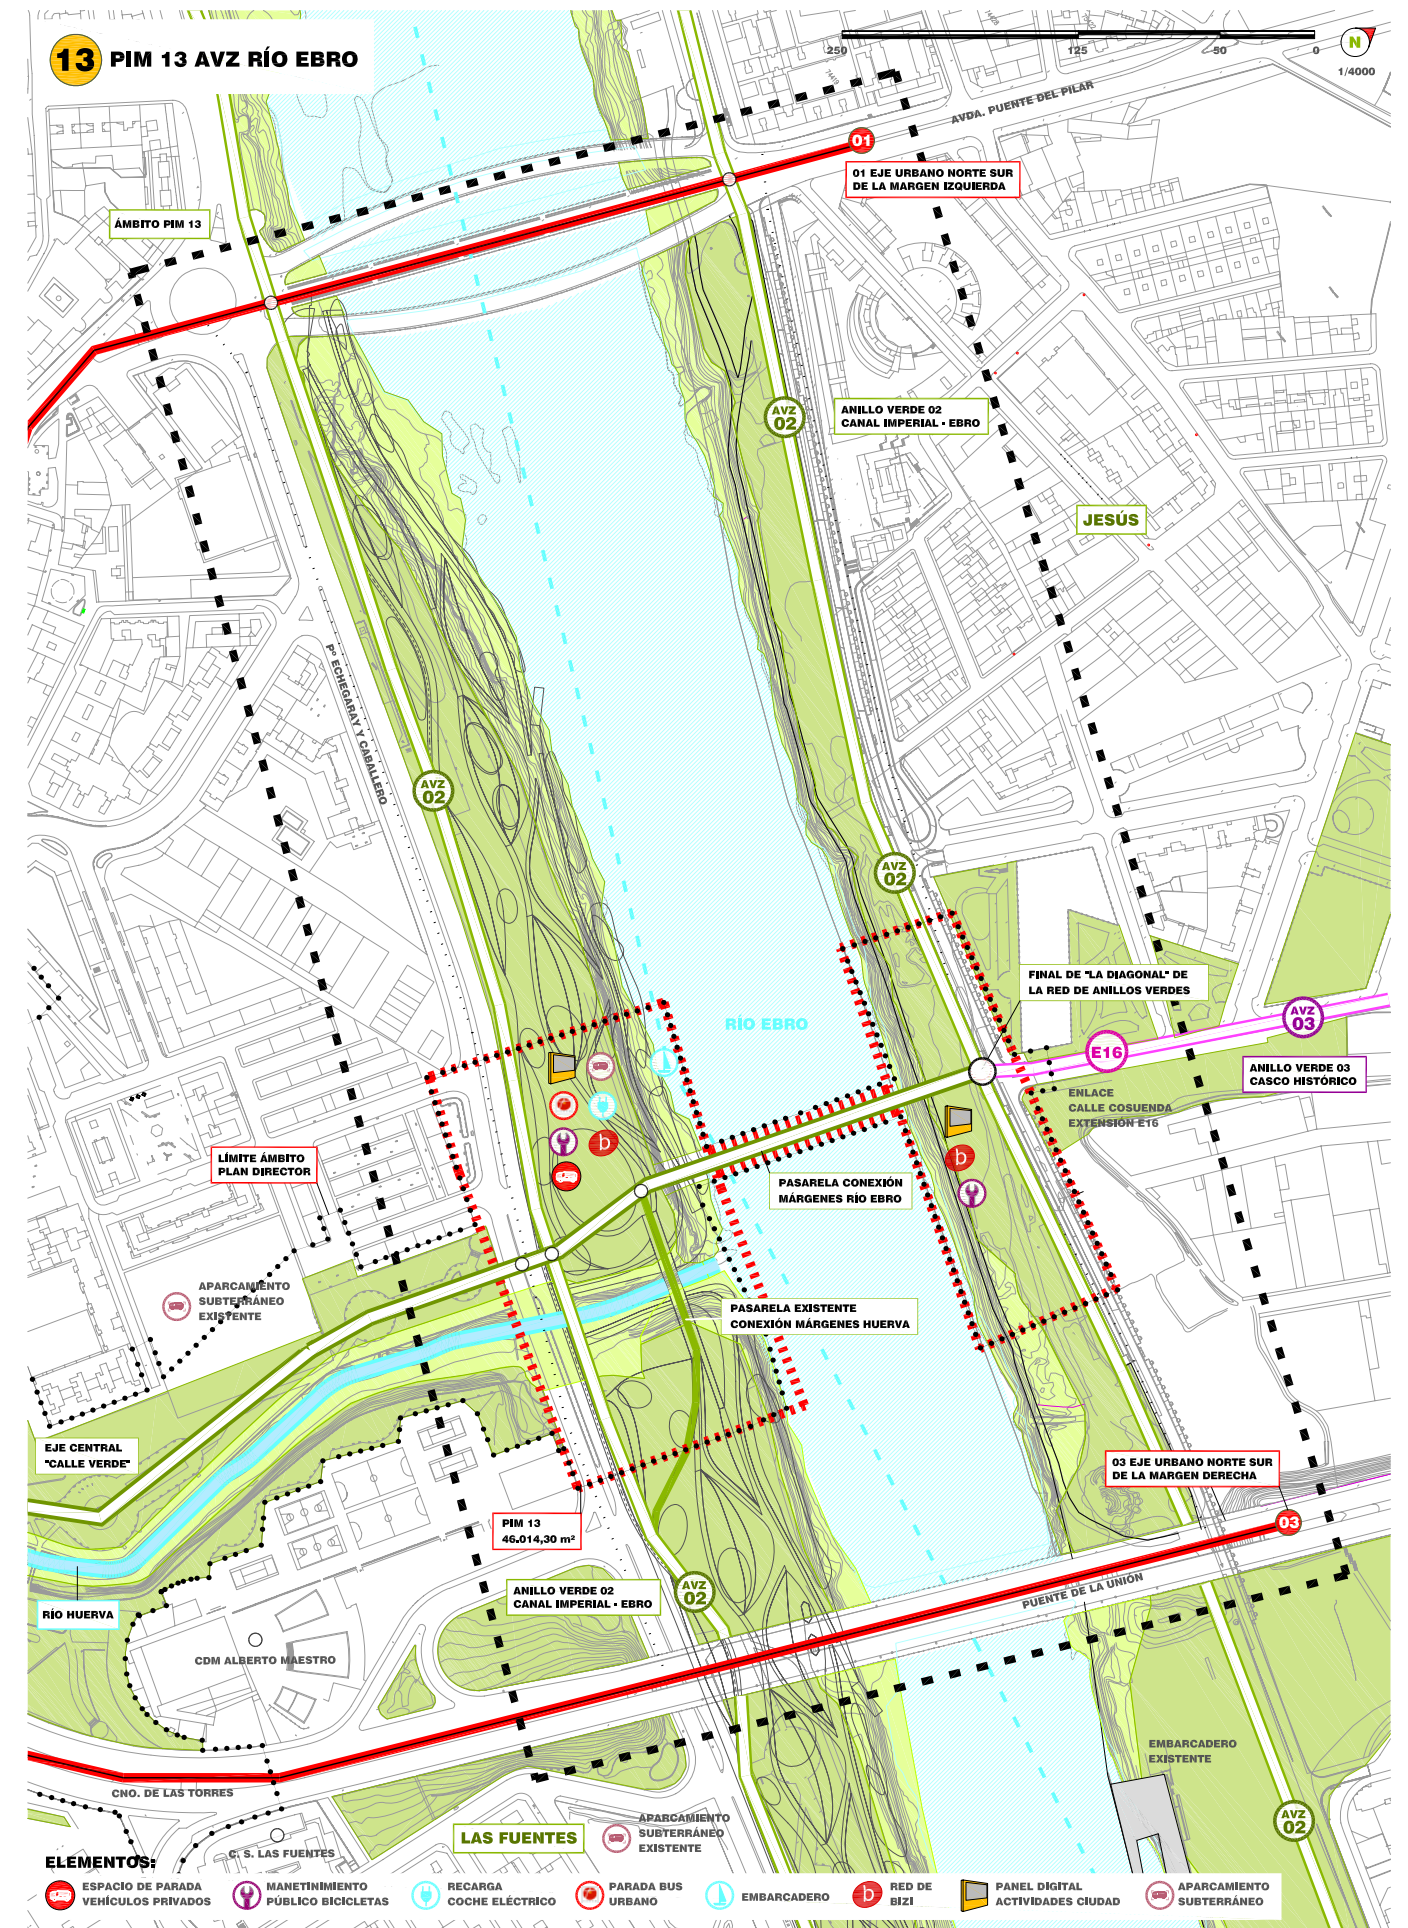 13 PIM 13 AVZ RÍO EBRO
250 125 50 0
N
1/4000
AVDA. PUENTE DEL PILAR
01
01 EJE URBANO NORTE SUR
DE LA MARGEN IZQUIERDA
ÁMBITO PIM 13
AVZ
02
ANILLO VERDE 02
CANAL IMPERIAL - EBRO
JESÚS
Pº ECHEGARAY Y CABALLERO
AVZ
02
AVZ
02
FINAL DE "LA DIAGONAL" DE
LA RED DE ANILLOS VERDES
RÍO EBRO
AVZ
03
E16
ANILLO VERDE 03
CASCO HISTÓRICO
ENLACE
CALLE COSUENDA
EXTENSIÓN E16
b
b
LÍMITE ÁMBITO
PLAN DIRECTOR
PASARELA CONEXIÓN
MÁRGENES RÍO EBRO
APARCAMIENTO
SUBTERRÁNEO
EXISTENTE
PASARELA EXISTENTE
CONEXIÓN MÁRGENES HUERVA
EJE CENTRAL
"CALLE VERDE"
03 EJE URBANO NORTE SUR
DE LA MARGEN DERECHA
03
PIM 13
46.014,30 m²
ANILLO VERDE 02
CANAL IMPERIAL - EBRO
AVZ
02
PUENTE DE LA UNIÓN
RÍO HUERVA
CDM ALBERTO MAESTRO
EMBARCADERO
EXISTENTE
CNO. DE LAS TORRES
AVZ
02
LAS FUENTES
APARCAMIENTO
SUBTERRÁNEO
EXISTENTE
C. S. LAS FUENTES
ELEMENTOS:
ESPACIO DE PARADA
VEHÍCULOS PRIVADOS
MANETINIMIENTO
PÚBLICO BICICLETAS
RECARGA
COCHE ELÉCTRICO
PARADA BUS
URBANO
EMBARCADERO
b
RED DE
BIZI
PANEL DIGITAL
ACTIVIDADES CIUDAD
APARCAMIENTO
SUBTERRÁNEO